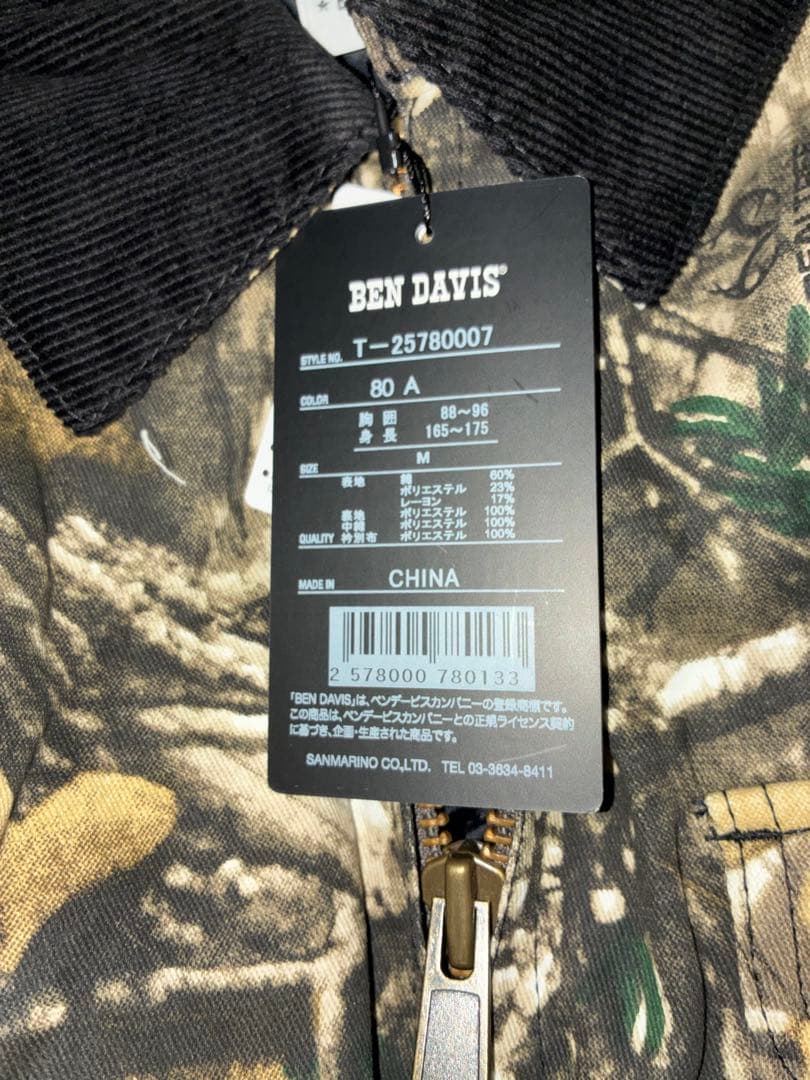 BEN DAVIS®
STYLE NO. T-25780007
COLOR 80 A
胸囲 88~96
身長 165~175
SIZE M
表地 綿 60%
ポリエステル 23%
レーヨン 17%
裏地 ポリエステル 100%
中綿 ポリエステル 100%
QUALITY 衿別布 ポリエステル 100%
MADE IN CHINA
2 578000 780133
「BEN DAVIS」は、ベンデービスカンパニーの登録商標です。
この商品は、ベンデービスカンパニーとの正規ライセンス契約
に基づき、企画・生産された商品です。
SANMARINO CO.,LTD. TEL 03-3634-8411